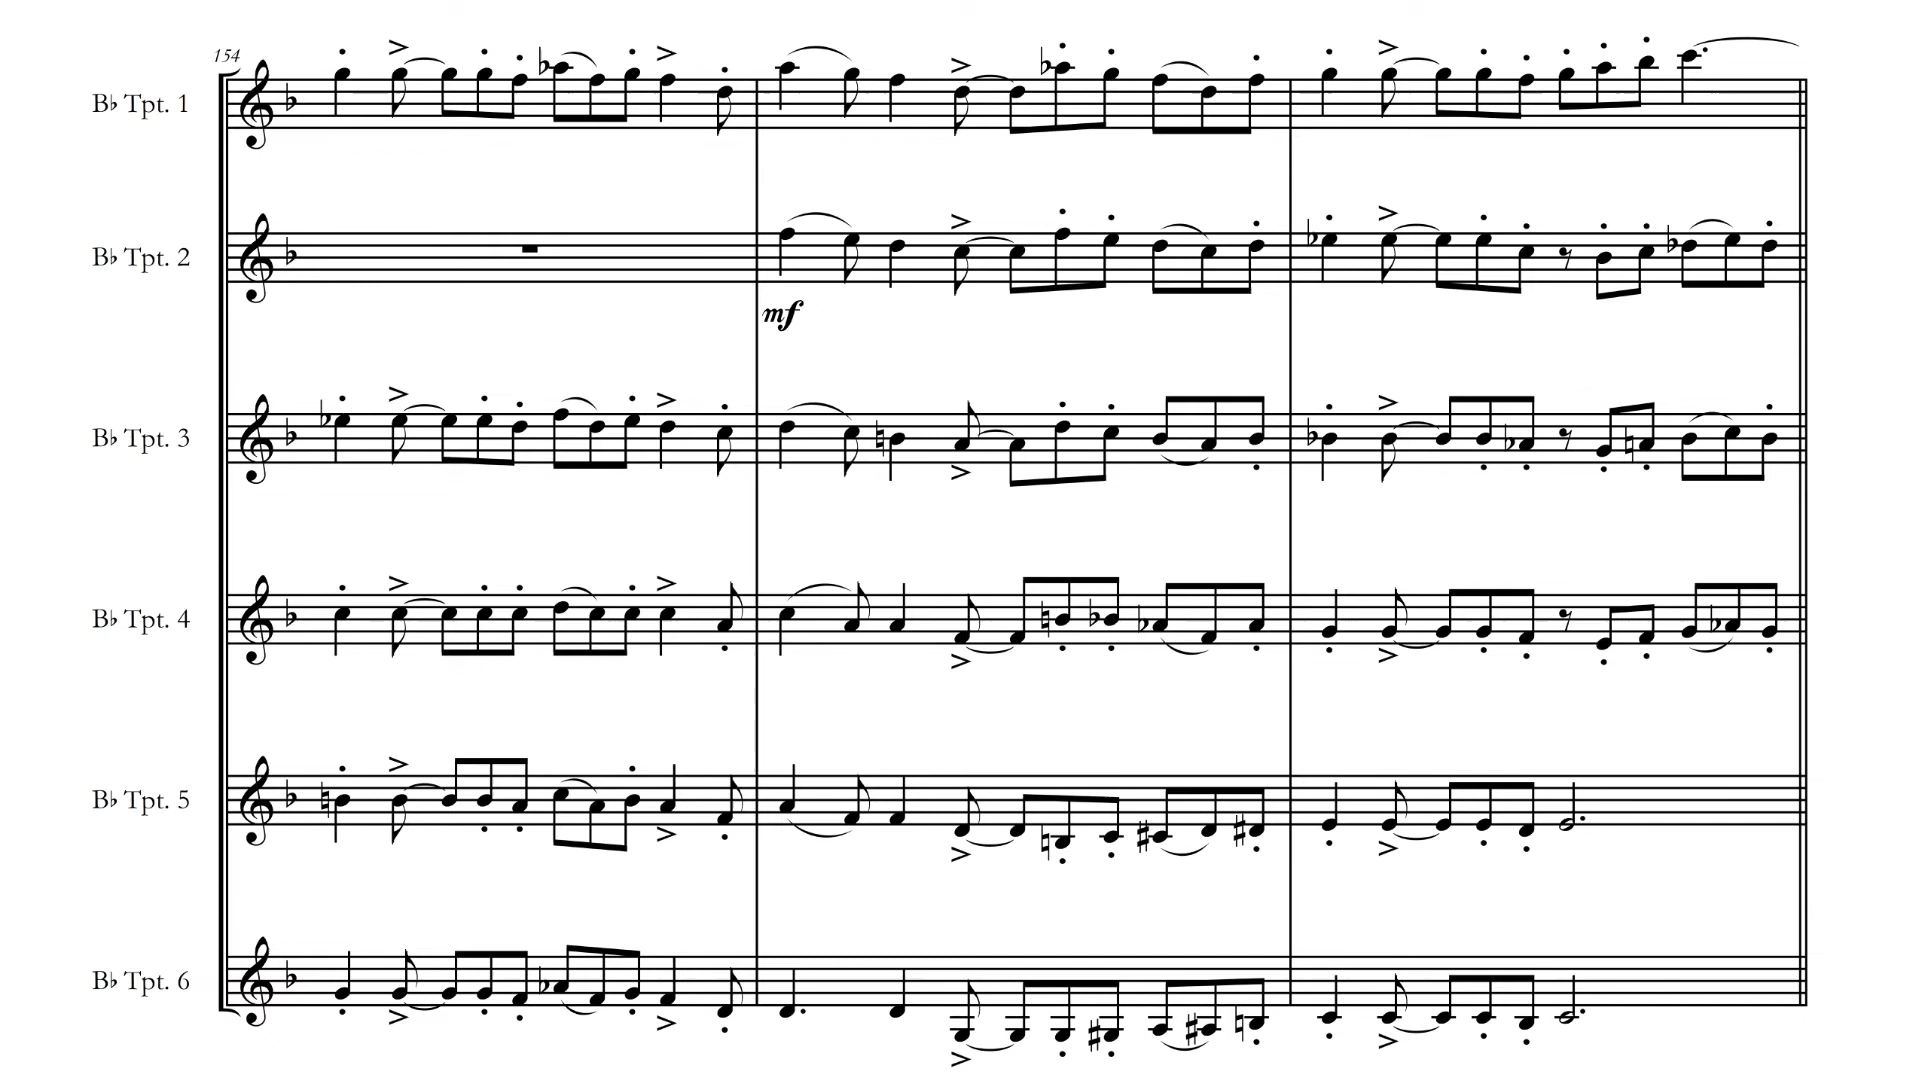 154
B♭ Tpt. 1
B♭ Tpt. 2
mf
B♭ Tpt. 3
B♭ Tpt. 4
B♭ Tpt. 5
B♭ Tpt. 6